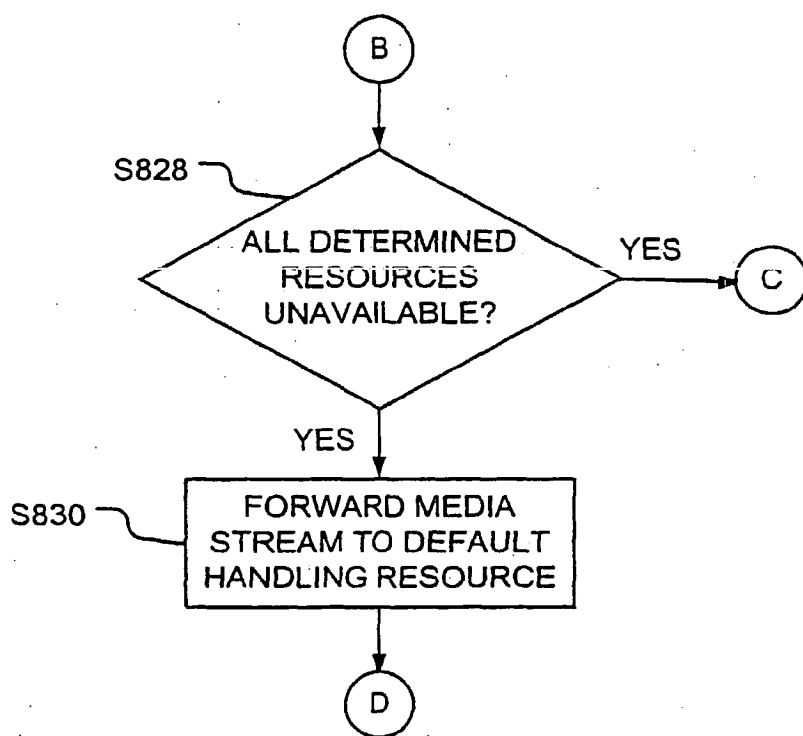 B
S828
ALL DETERMINED
RESOURCES
UNAVAILABLE?
YES
C
YES
S830
FORWARD MEDIA
STREAM TO DEFAULT
HANDLING RESOURCE
D